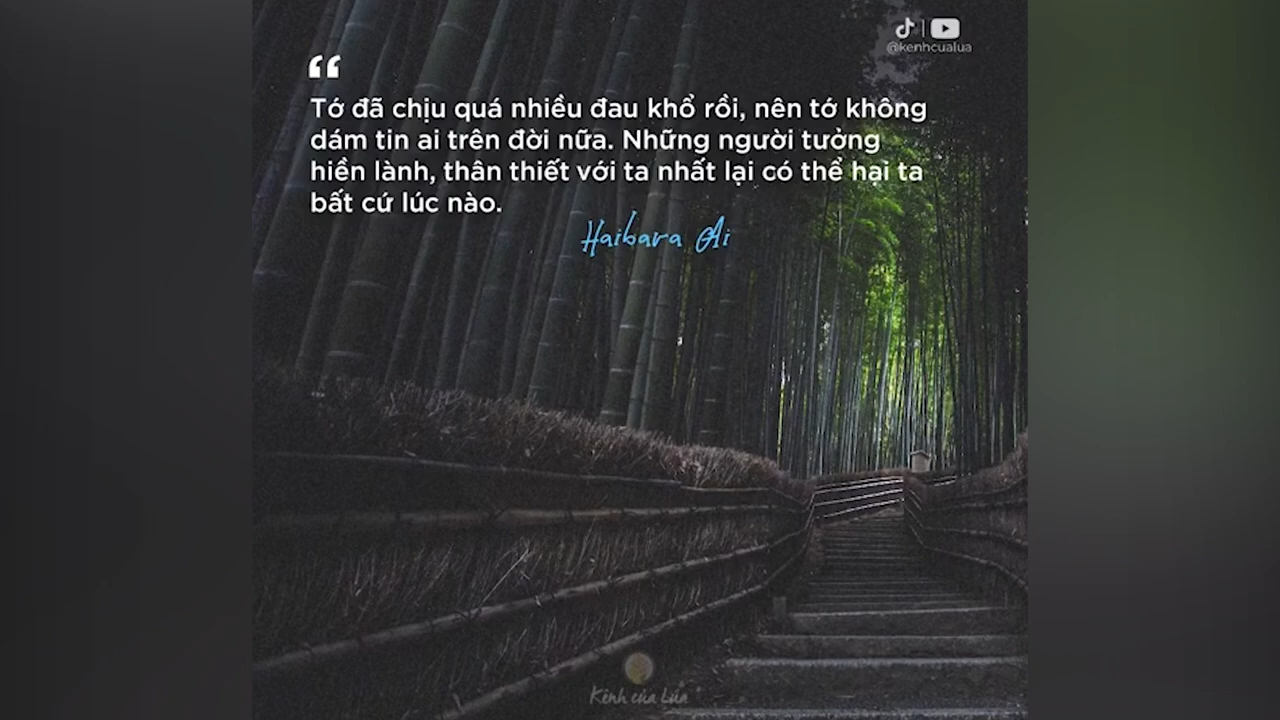 @kenhcualua
“
Tớ đã chịu quá nhiều đau khổ rồi, nên tớ không
dám tin ai trên đời nữa. Những người tưởng
hiền lành, thân thiết với ta nhất lại có thể hại ta
bất cứ lúc nào.
Haibara Ai
Kênh của Lúa